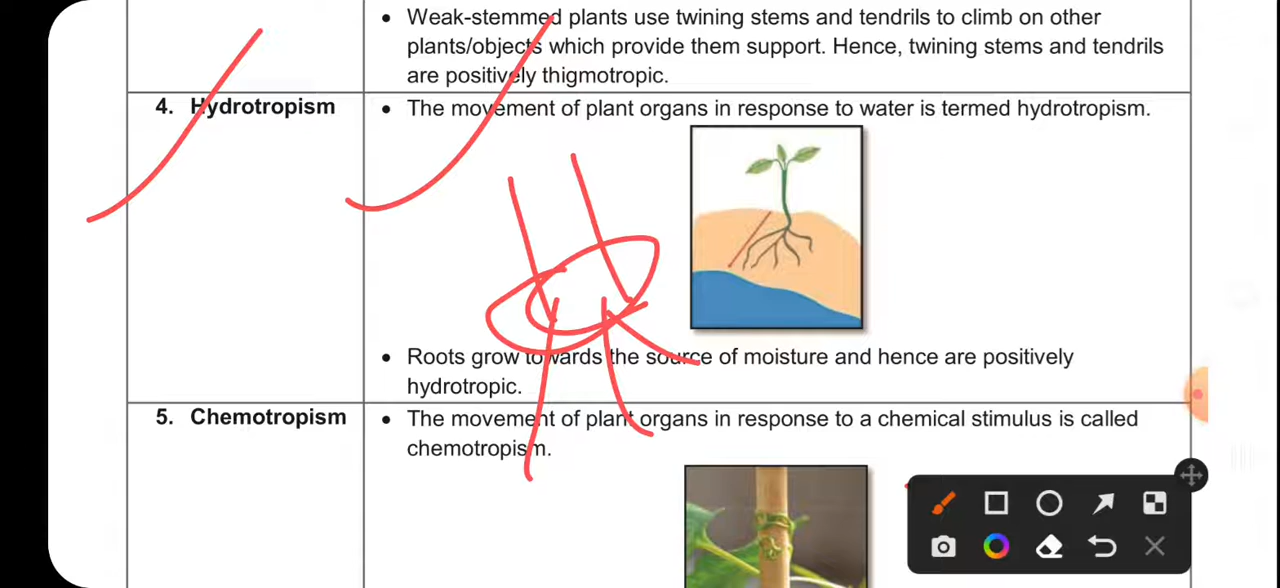 • Weak-stemmed plants use twining stems and tendrils to climb on other
plants/objects which provide them support. Hence, twining stems and tendrils
are positively thigmotropic.
4. Hydrotropism
• The movement of plant organs in response to water is termed hydrotropism.
• Roots grow towards the source of moisture and hence are positively
hydrotropic.
5. Chemotropism
• The movement of plant organs in response to a chemical stimulus is called
chemotropism.